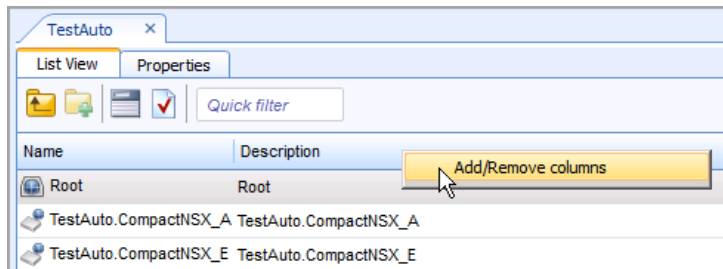 TestAuto ×
List View Properties
Quick filter
Name Description
Add/Remove columns
Root Root
TestAuto.CompactNSX_A TestAuto.CompactNSX_A
TestAuto.CompactNSX_E TestAuto.CompactNSX_E